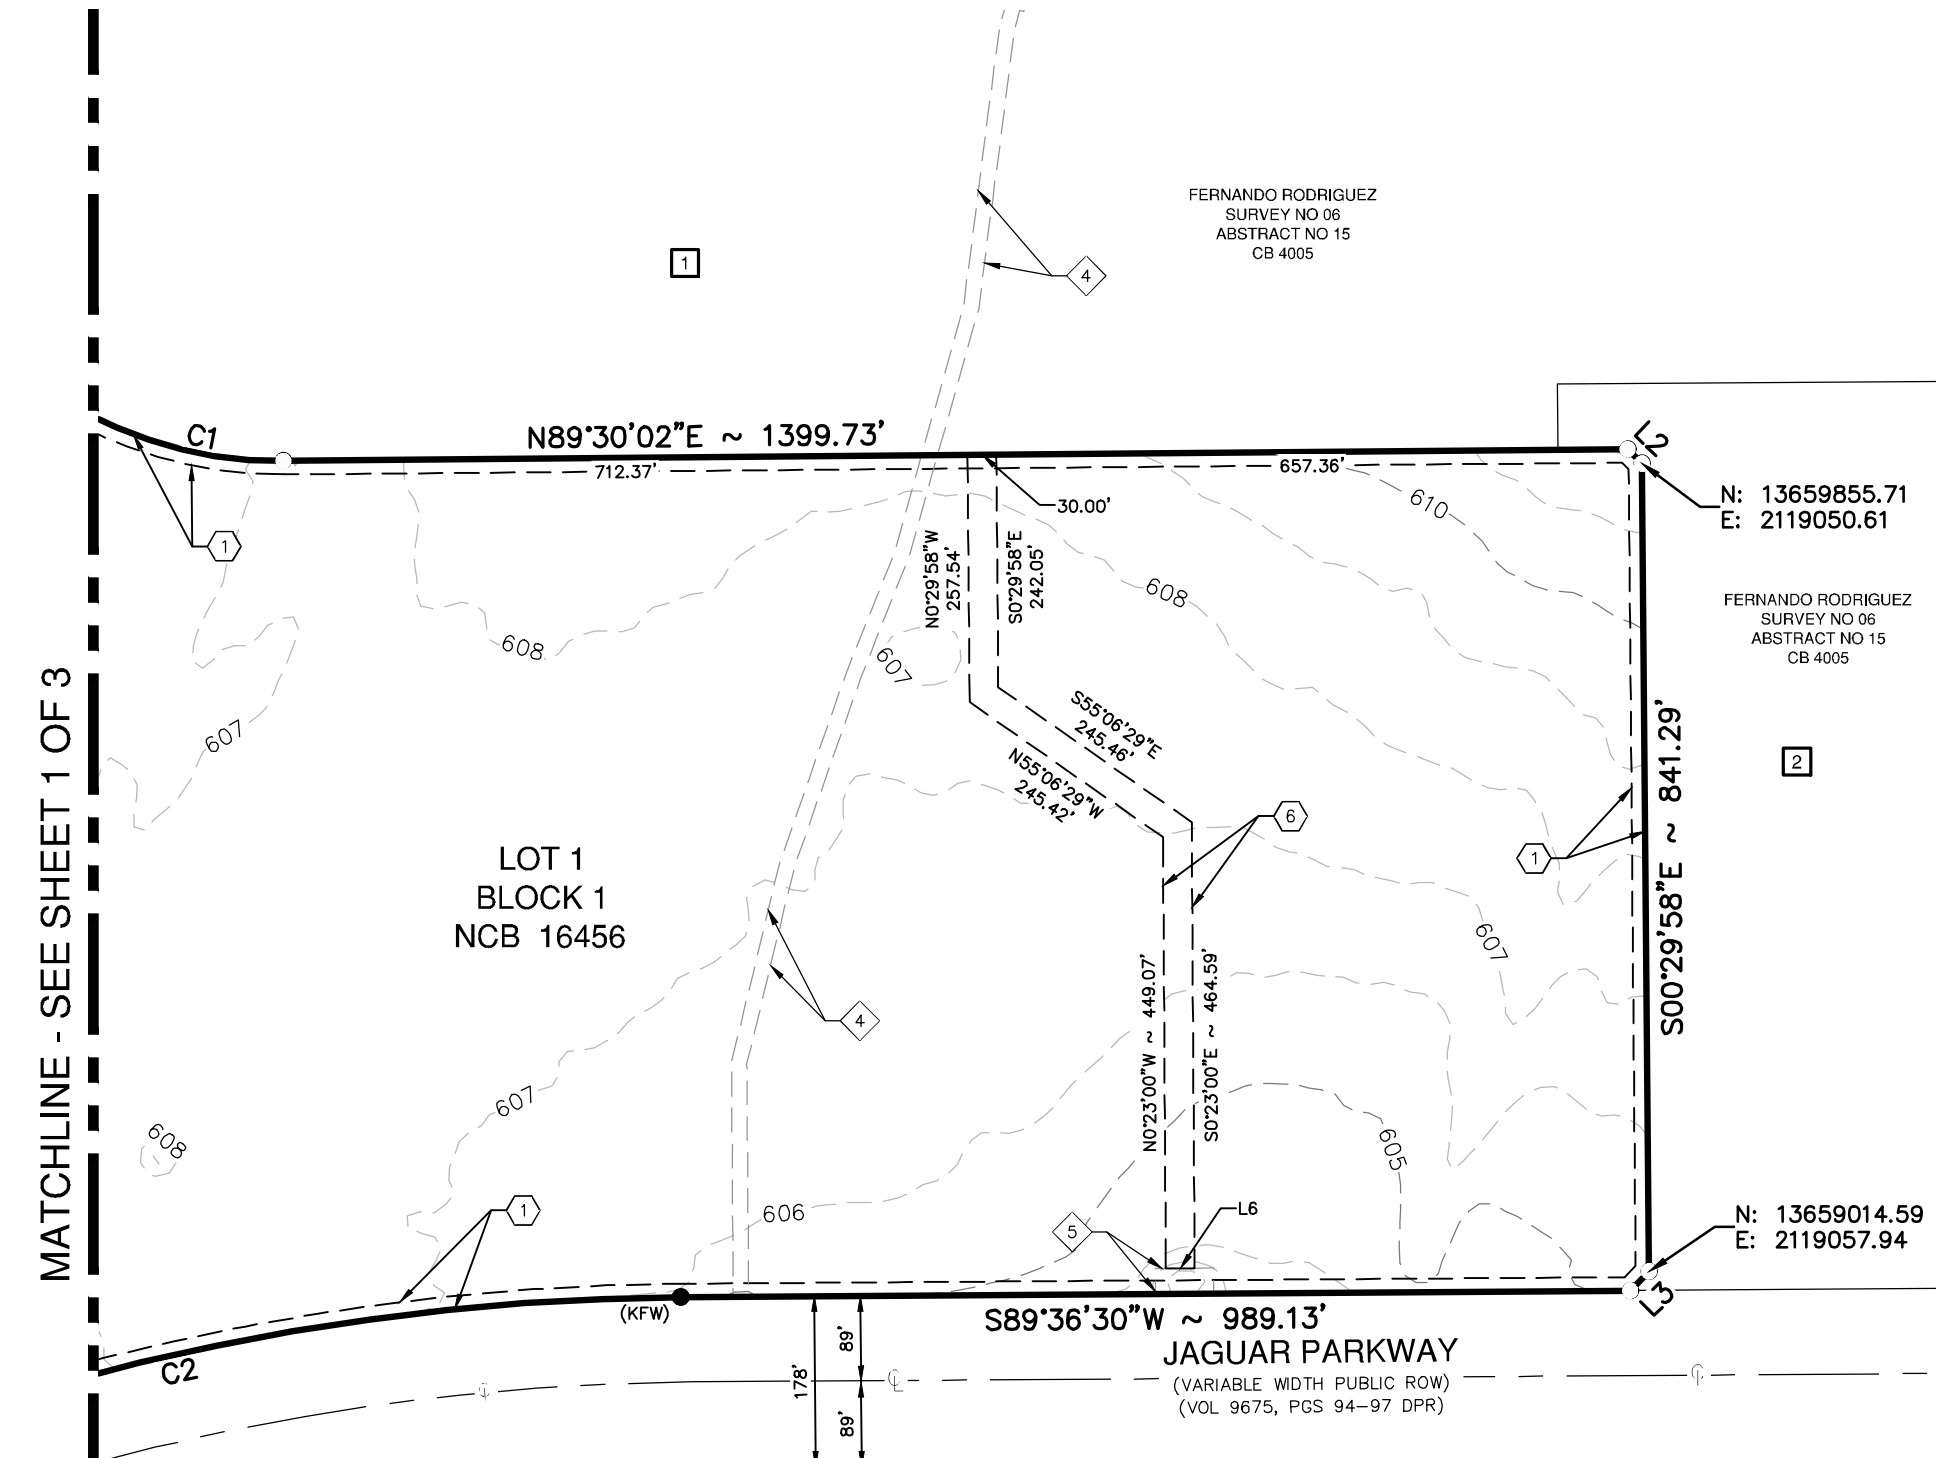 FERNANDO RODRIGUEZ
SURVEY NO 06
ABSTRACT NO 15
CB 4005
1
4
C1
N89°30'02"E ~ 1399.73'
712.37'
657.36'
L2
30.00'
610
N: 13659855.71
E: 2119050.61
1
N0°29'58"W
257.54'
S0°29'58"E
242.05'
608
608
607
FERNANDO RODRIGUEZ
SURVEY NO 06
ABSTRACT NO 15
CB 4005
607
S55°06'29"E
245.46'
N55°06'29"W
245.42'
2
6
1
S00°29'58"E ~ 841.29'
MATCHLINE - SEE SHEET 1 OF 3
LOT 1
BLOCK 1
NCB 16456
607
4
N0°23'00"W ~ 449.07'
S0°23'00"E ~ 464.59'
607
608
605
1
606
5
L6
N: 13659014.59
E: 2119057.94
L3
(KFW)
S89°36'30"W ~ 989.13'
C2
JAGUAR PARKWAY
(VARIABLE WIDTH PUBLIC ROW)
(VOL 9675, PGS 94-97 DPR)
178'
89'
89'